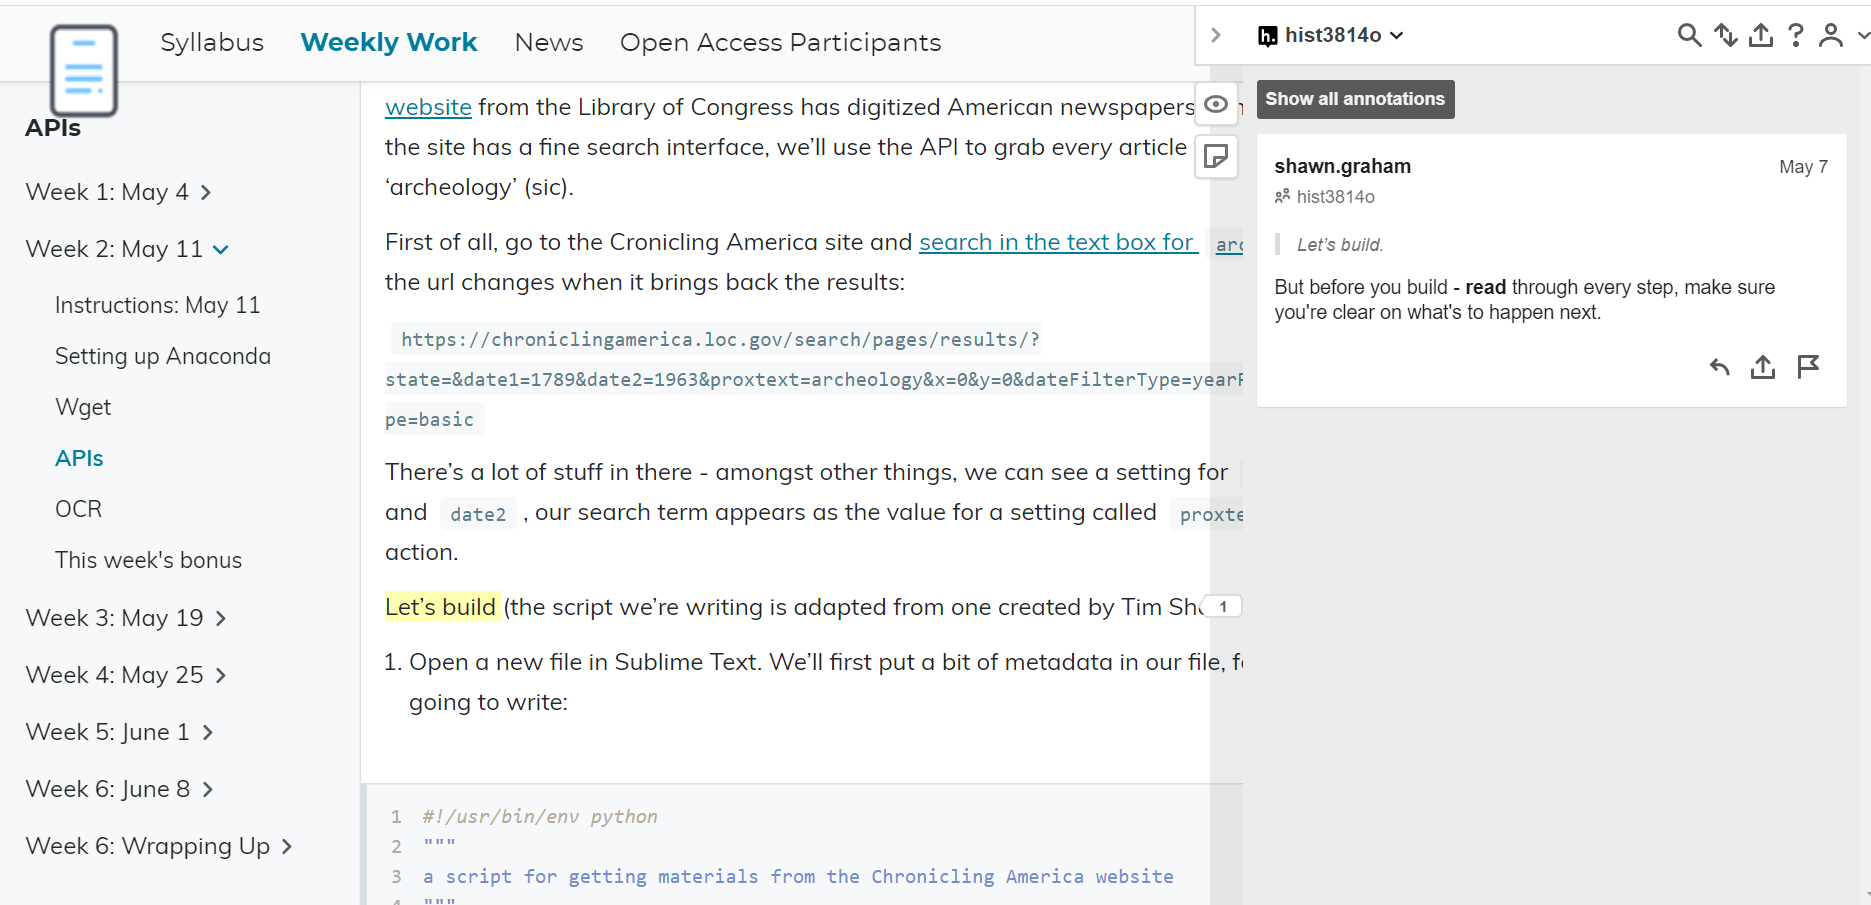 Syllabus Weekly Work News Open Access Participants
APIs
Week 1: May 4
Week 2: May 11
Instructions: May 11
Setting up Anaconda
Wget
APIs
OCR
This week's bonus
Week 3: May 19
Week 4: May 25
Week 5: June 1
Week 6: June 8
Week 6: Wrapping Up
website from the Library of Congress has digitized American newspapers
the site has a fine search interface, we’ll use the API to grab every article
‘archeology’ (sic).
First of all, go to the Cronicling America site and search in the text box for arc
the url changes when it brings back the results:
https://chroniclingamerica.loc.gov/search/pages/results/?
state=&date1=1789&date2=1963&proxtext=archeology&x=0&y=0&dateFilterType=year
pe=basic
There’s a lot of stuff in there - amongst other things, we can see a setting for
and date2 , our search term appears as the value for a setting called proxte
action.
Let’s build (the script we’re writing is adapted from one created by Tim She 1
1. Open a new file in Sublime Text. We’ll first put a bit of metadata in our file, f
going to write:
1 #!/usr/bin/env python
2 """
3 a script for getting materials from the Chronicling America website
4 """
h. hist3814o
Show all annotations
shawn.graham May 7
hist3814o
Let’s build.
But before you build - read through every step, make sure
you're clear on what's to happen next.